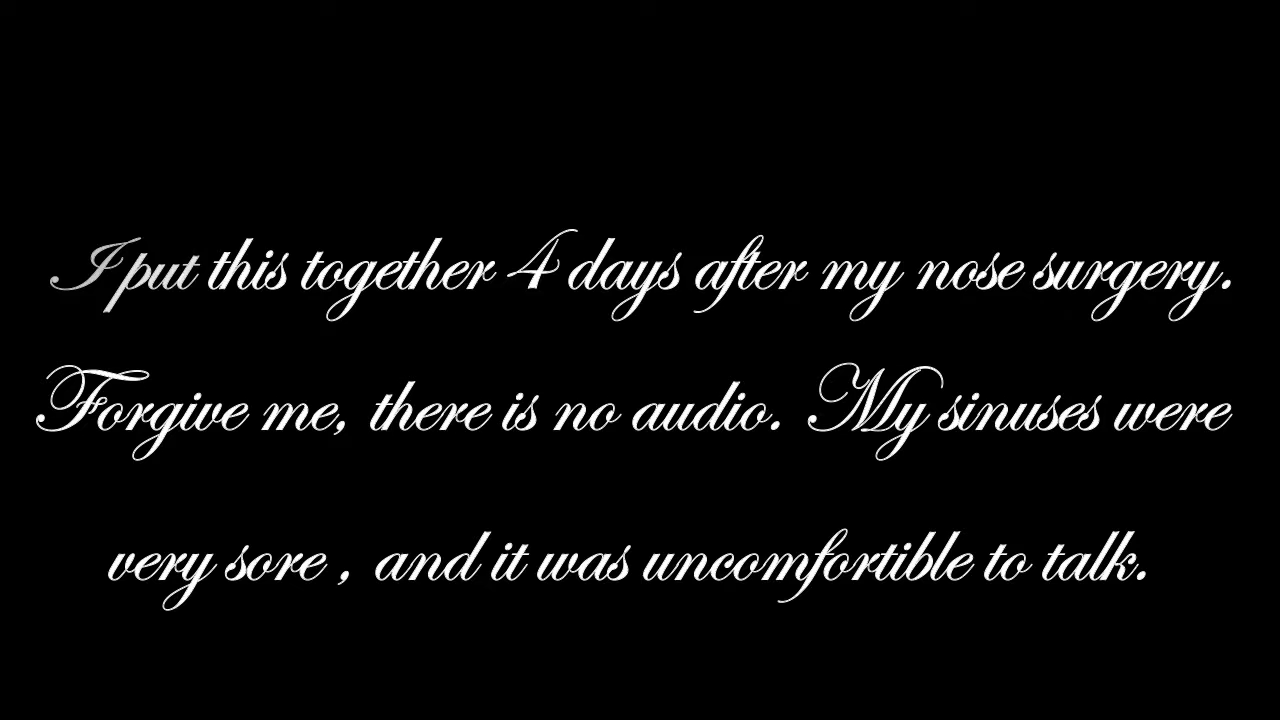 I put this together 4 days after my nose surgery.
Forgive me, there is no audio. My sinuses were
very sore , and it was uncomfortible to talk.